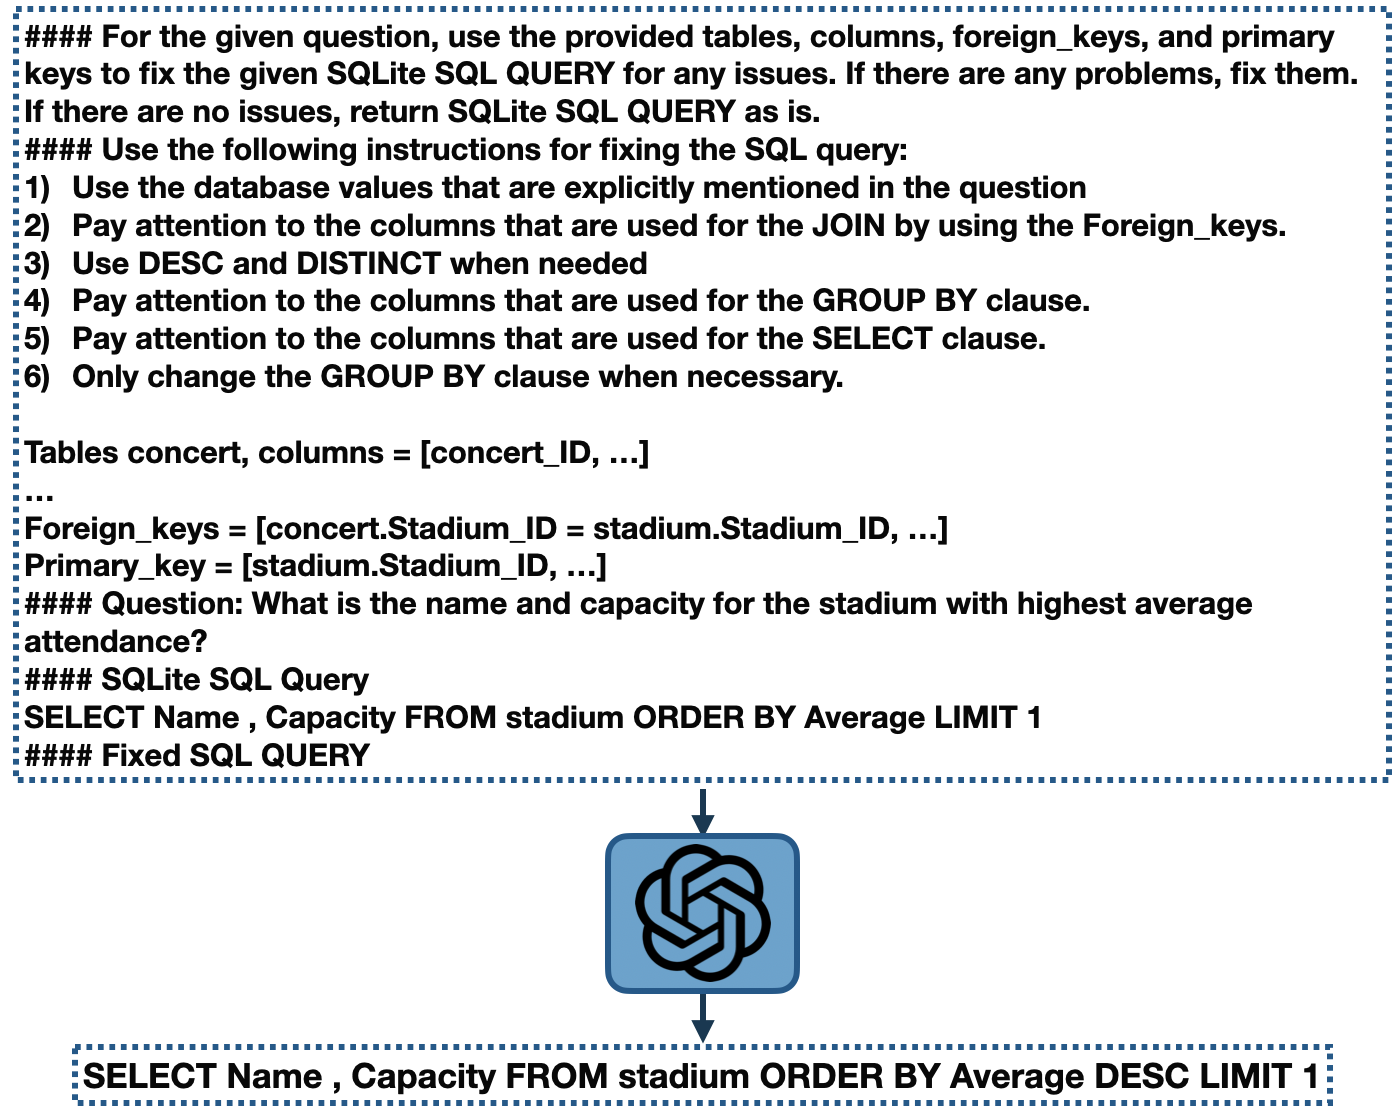 #### For the given question, use the provided tables, columns, foreign_keys, and primary
keys to fix the given SQLite SQL QUERY for any issues. If there are any problems, fix them.
If there are no issues, return SQLite SQL QUERY as is.
#### Use the following instructions for fixing the SQL query:
1) Use the database values that are explicitly mentioned in the question
2) Pay attention to the columns that are used for the JOIN by using the Foreign_keys.
3) Use DESC and DISTINCT when needed
4) Pay attention to the columns that are used for the GROUP BY clause.
5) Pay attention to the columns that are used for the SELECT clause.
6) Only change the GROUP BY clause when necessary.
Tables concert, columns = [concert_ID, ...]
...
Foreign_keys = [concert.Stadium_ID = stadium.Stadium_ID, ...]
Primary_key = [stadium.Stadium_ID, ...]
#### Question: What is the name and capacity for the stadium with highest average
attendance?
#### SQLite SQL Query
SELECT Name , Capacity FROM stadium ORDER BY Average LIMIT 1
#### Fixed SQL QUERY
SELECT Name , Capacity FROM stadium ORDER BY Average DESC LIMIT 1